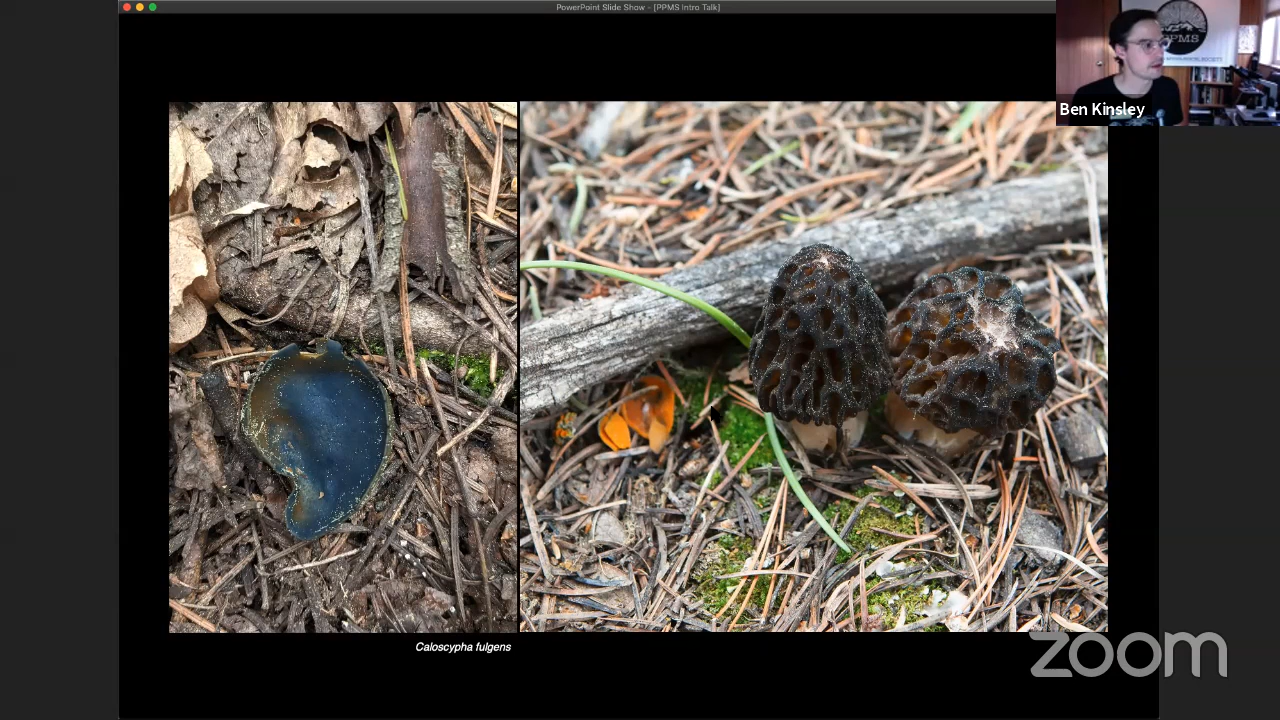 PowerPoint Slide Show - [PPMS Intro Talk]
PPMS
Ben Kinsley
Caloscypha fulgens
zoom